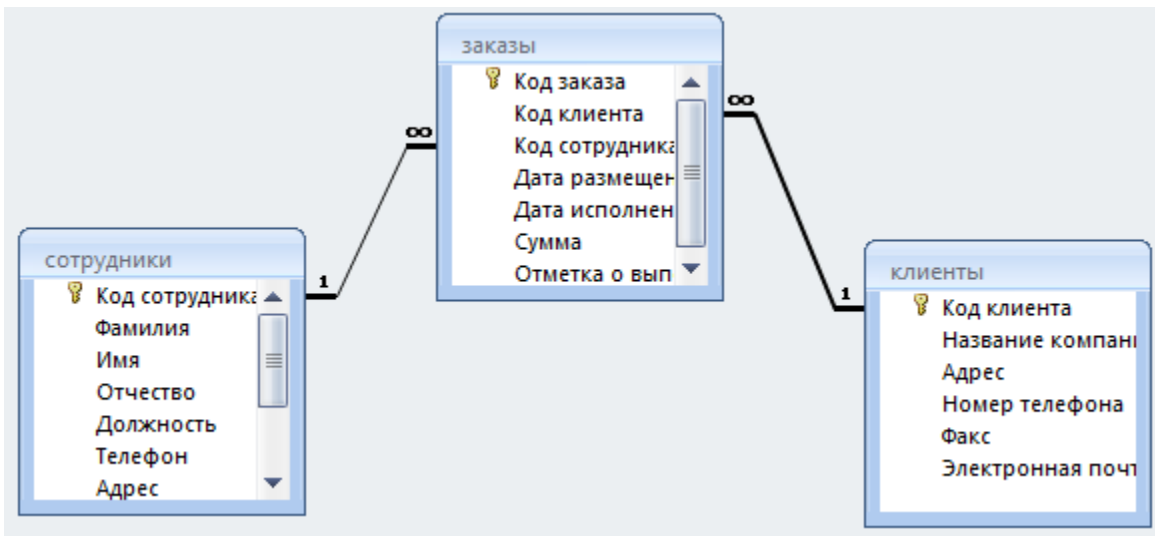 заказы
Код заказа
Код клиента
Код сотрудника
Дата размещен
Дата исполнен
Сумма
Отметка о вып
∞
∞
сотрудники
1
Код сотрудника
Фамилия
Имя
Отчество
Должность
Телефон
Адрес
клиенты
1
Код клиента
Название компани
Адрес
Номер телефона
Факс
Электронная почт